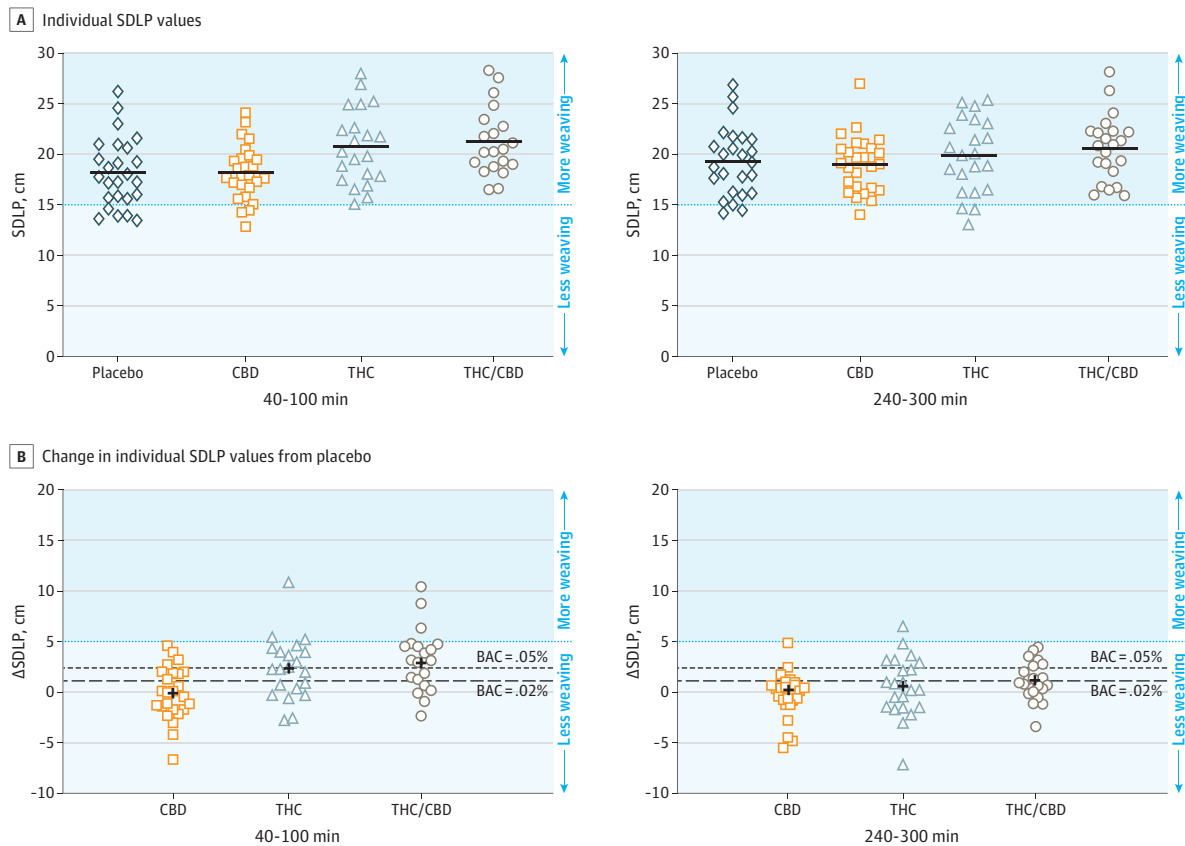 A Individual SDLP values
30
25
20
15
10
5
0
SDLP, cm
Placebo CBD THC THC/CBD
40-100 min
More weaving
Less weaving
30
25
20
15
10
5
0
SDLP, cm
Placebo CBD THC THC/CBD
240-300 min
More weaving
Less weaving
B Change in individual SDLP values from placebo
20
15
10
5
0
-5
-10
ΔSDLP, cm
BAC=.05%
BAC=.02%
CBD THC THC/CBD
40-100 min
More weaving
Less weaving
20
15
10
5
0
-5
-10
ΔSDLP, cm
BAC=.05%
BAC=.02%
CBD THC THC/CBD
240-300 min
More weaving
Less weaving